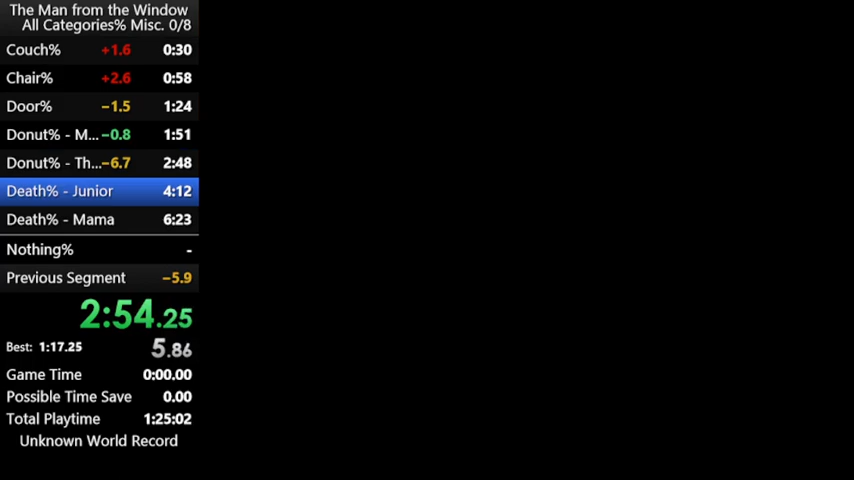 The Man from the Window
All Categories% Misc. 0/8
Couch% +1.6 0:30
Chair% +2.6 0:58
Door% −1.5 1:24
Donut% - M... −0.8 1:51
Donut% - Th... −6.7 2:48
Death% - Junior 4:12
Death% - Mama 6:23
Nothing% -
Previous Segment −5.9
2:54.25
Best: 1:17.25 5.86
Game Time 0:00.00
Possible Time Save 0.00
Total Playtime 1:25:02
Unknown World Record